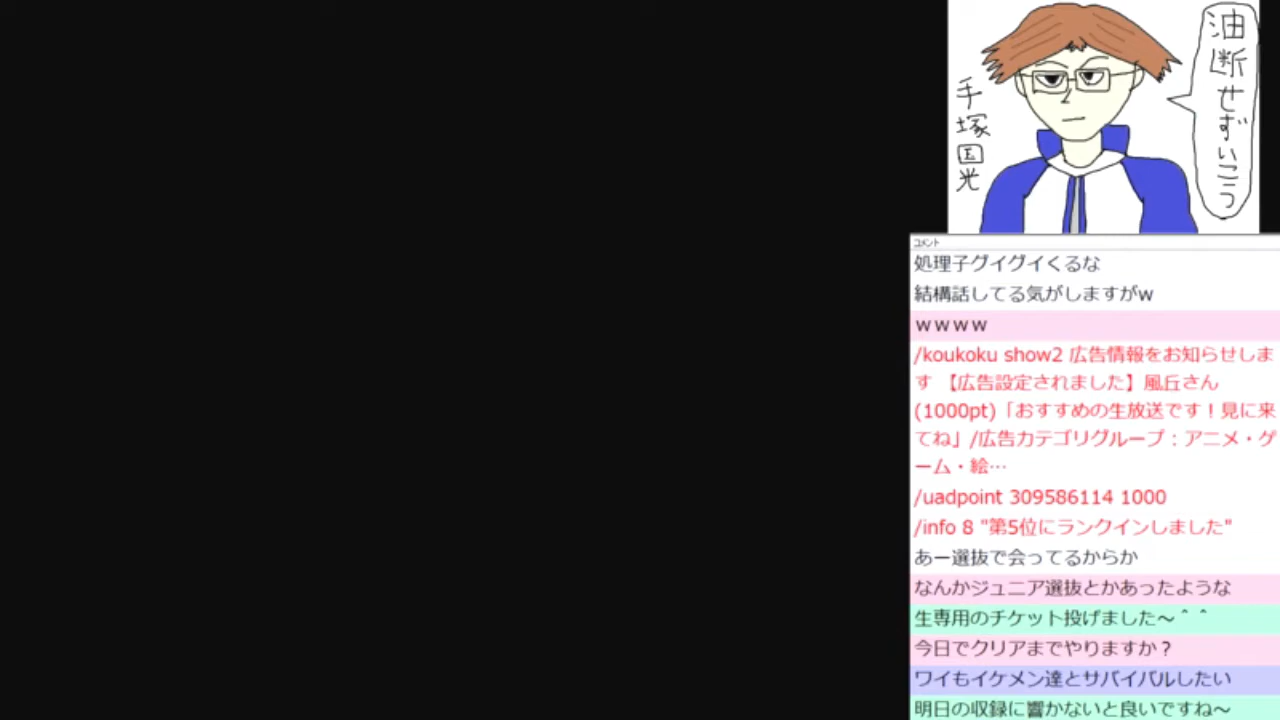 油断せずいこう
手塚国光
コメント
処理子グイグイくるな
結構話してる気がしますがw
ｗｗｗｗ
/koukoku show2 広告情報をお知らせしま
す 【広告設定されました】風丘さん
(1000pt)「おすすめの生放送です！見に来
てね」/広告カテゴリグループ：アニメ・ゲ
ーム・絵…
/uadpoint 309586114 1000
/info 8 "第5位にランクインしました"
あー選抜で会ってるからか
なんかジュニア選抜とかあったような
生専用のチケット投げました～＾＾
今日でクリアまでやりますか？
ワイもイケメン達とサバイバルしたい
明日の収録に響かないと良いですね～